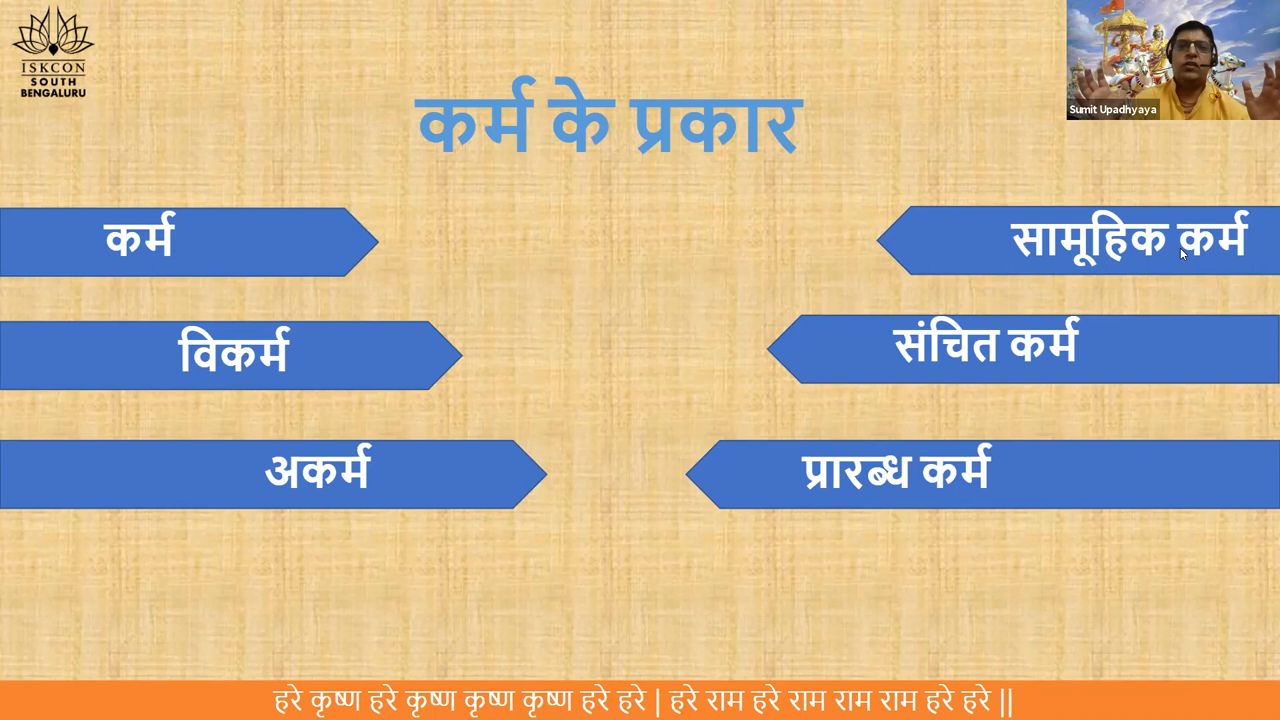 ISKCON
SOUTH
BENGALURU
Sumit Upadhyaya
कर्म के प्रकार
कर्म
विकर्म
अकर्म
सामूहिक कर्म
संचित कर्म
प्रारब्ध कर्म
हरे कृष्ण हरे कृष्ण कृष्ण कृष्ण हरे हरे | हरे राम हरे राम राम राम हरे हरे ||